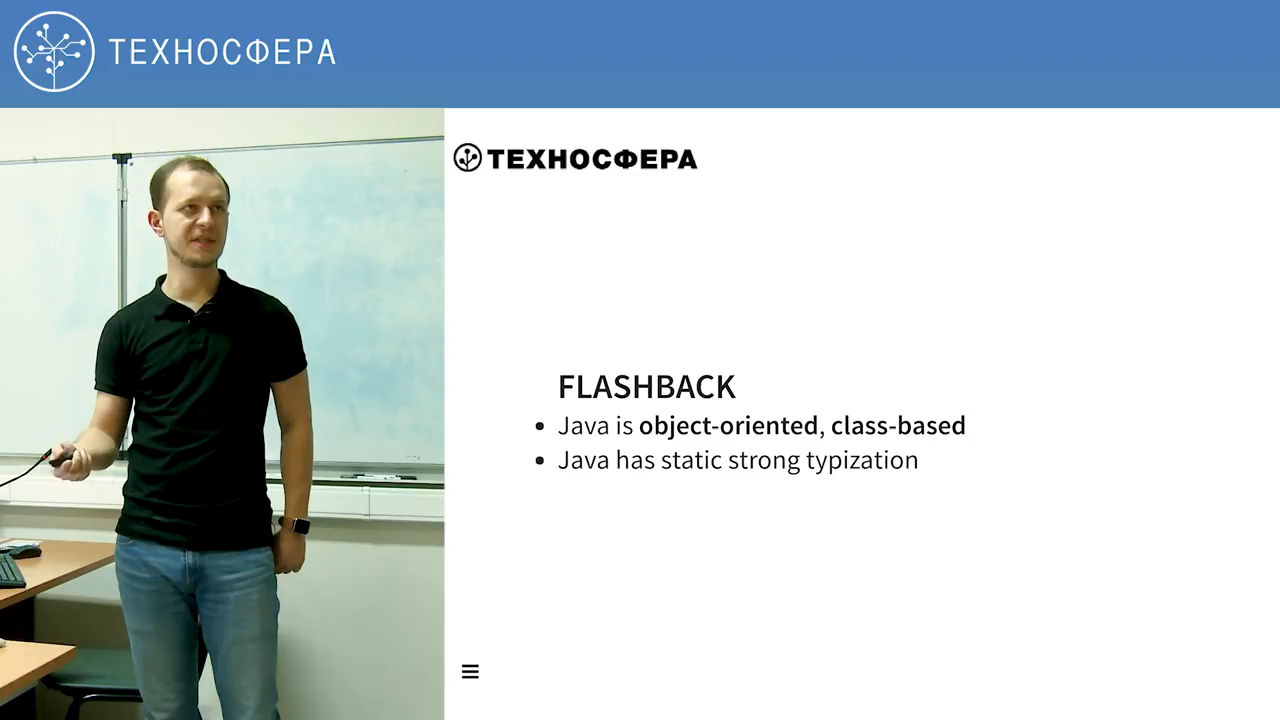 ТЕХНОСФЕРА
ТЕХНОСФЕРА
FLASHBACK
• Java is object-oriented, class-based
• Java has static strong typization